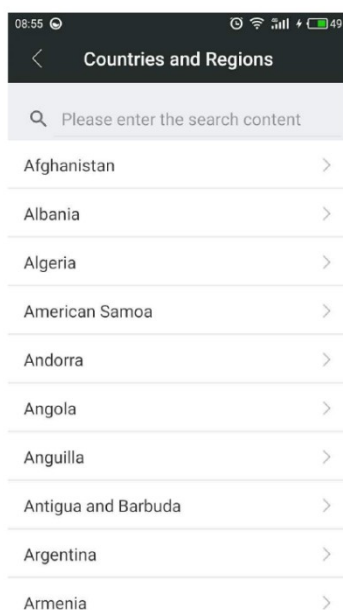 08:55 49
Countries and Regions
Please enter the search content
Afghanistan
Albania
Algeria
American Samoa
Andorra
Angola
Anguilla
Antigua and Barbuda
Argentina
Armenia